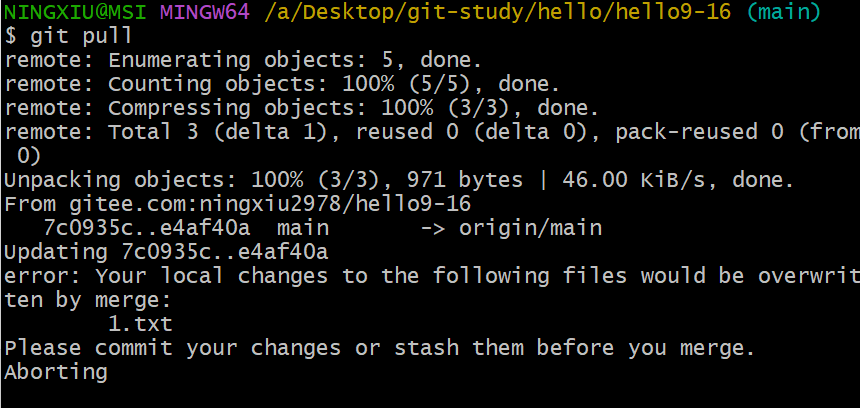 NINGXIU@MSI MINGW64 /a/Desktop/git-study/hello/hello9-16 (main)
$ git pull
remote: Enumerating objects: 5, done.
remote: Counting objects: 100% (5/5), done.
remote: Compressing objects: 100% (3/3), done.
remote: Total 3 (delta 1), reused 0 (delta 0), pack-reused 0 (from
 0)
Unpacking objects: 100% (3/3), 971 bytes | 46.00 KiB/s, done.
From gitee.com:ningxiu2978/hello9-16
   7c0935c..e4af40a  main       -> origin/main
Updating 7c0935c..e4af40a
error: Your local changes to the following files would be overwrit
ten by merge:
        1.txt
Please commit your changes or stash them before you merge.
Aborting